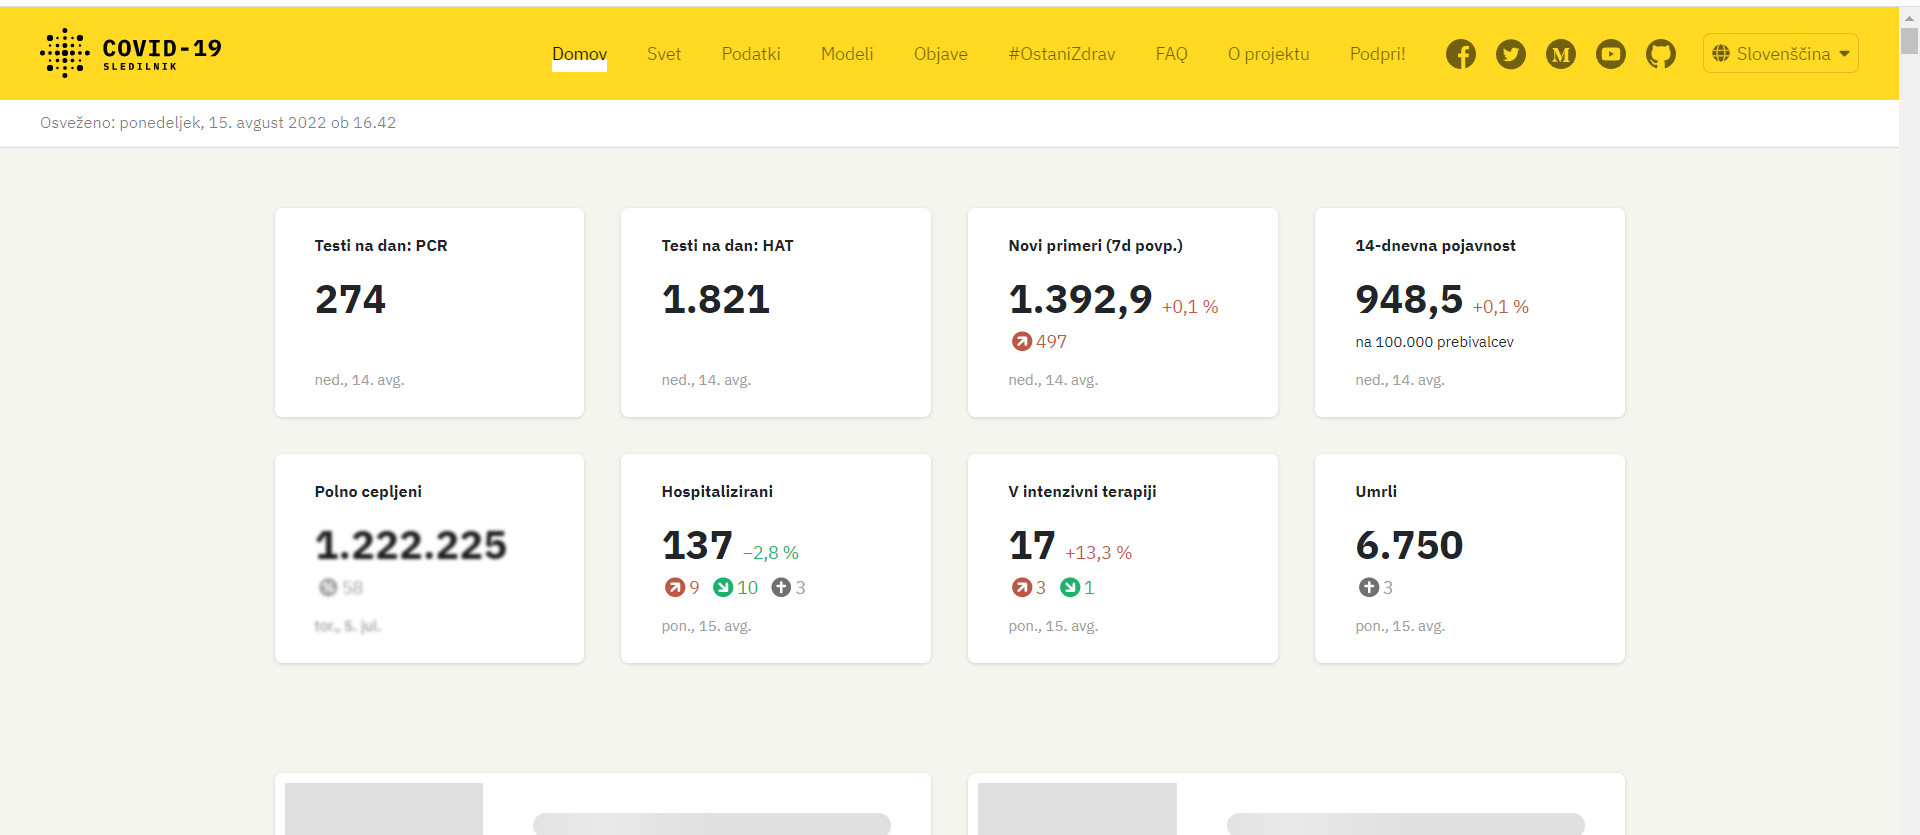 COVID-19
SLEDILNIK
Domov Svet Podatki Modeli Objave #OstaniZdrav FAQ O projektu Podpri! Slovenščina
Osveženo: ponedeljek, 15. avgust 2022 ob 16.42
Testi na dan: PCR
274
ned., 14. avg.
Testi na dan: HAT
1.821
ned., 14. avg.
Novi primeri (7d povp.)
1.392,9 +0,1 %
497
ned., 14. avg.
14-dnevna pojavnost
948,5 +0,1 %
na 100.000 prebivalcev
ned., 14. avg.
Polno cepljeni
1.222.225
58
tor., 5. jul.
Hospitalizirani
137 −2,8 %
9 10 3
pon., 15. avg.
V intenzivni terapiji
17 +13,3 %
3 1
pon., 15. avg.
Umrli
6.750
3
pon., 15. avg.